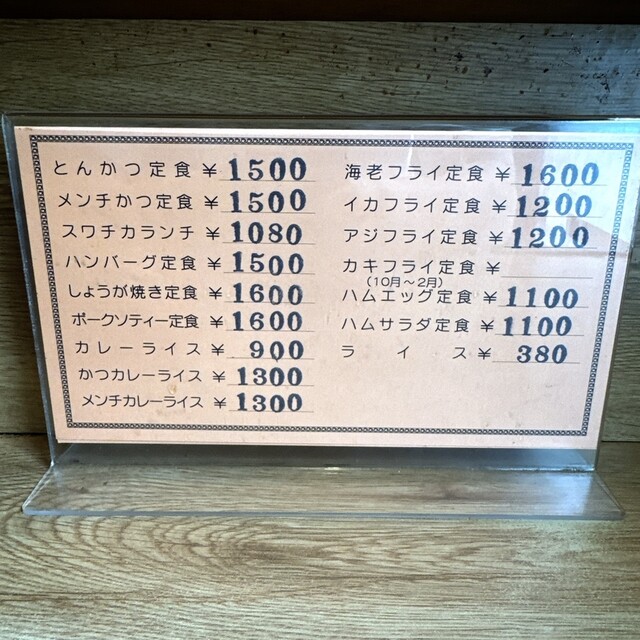 とんかつ定食 ¥ 1500
メンチかつ定食 ¥ 1500
スワチカランチ ¥ 1080
ハンバーグ定食 ¥ 1500
しょうが焼き定食 ¥ 1600
ポークソティー定食 ¥ 1600
カレーライス ¥ 900
かつカレーライス ¥ 1300
メンチカレーライス ¥ 1300
海老フライ定食 ¥ 1600
イカフライ定食 ¥ 1200
アジフライ定食 ¥ 1200
カキフライ定食 ¥
(10月～2月)
ハムエッグ定食 ¥ 1100
ハムサラダ定食 ¥ 1100
ライス ¥ 380